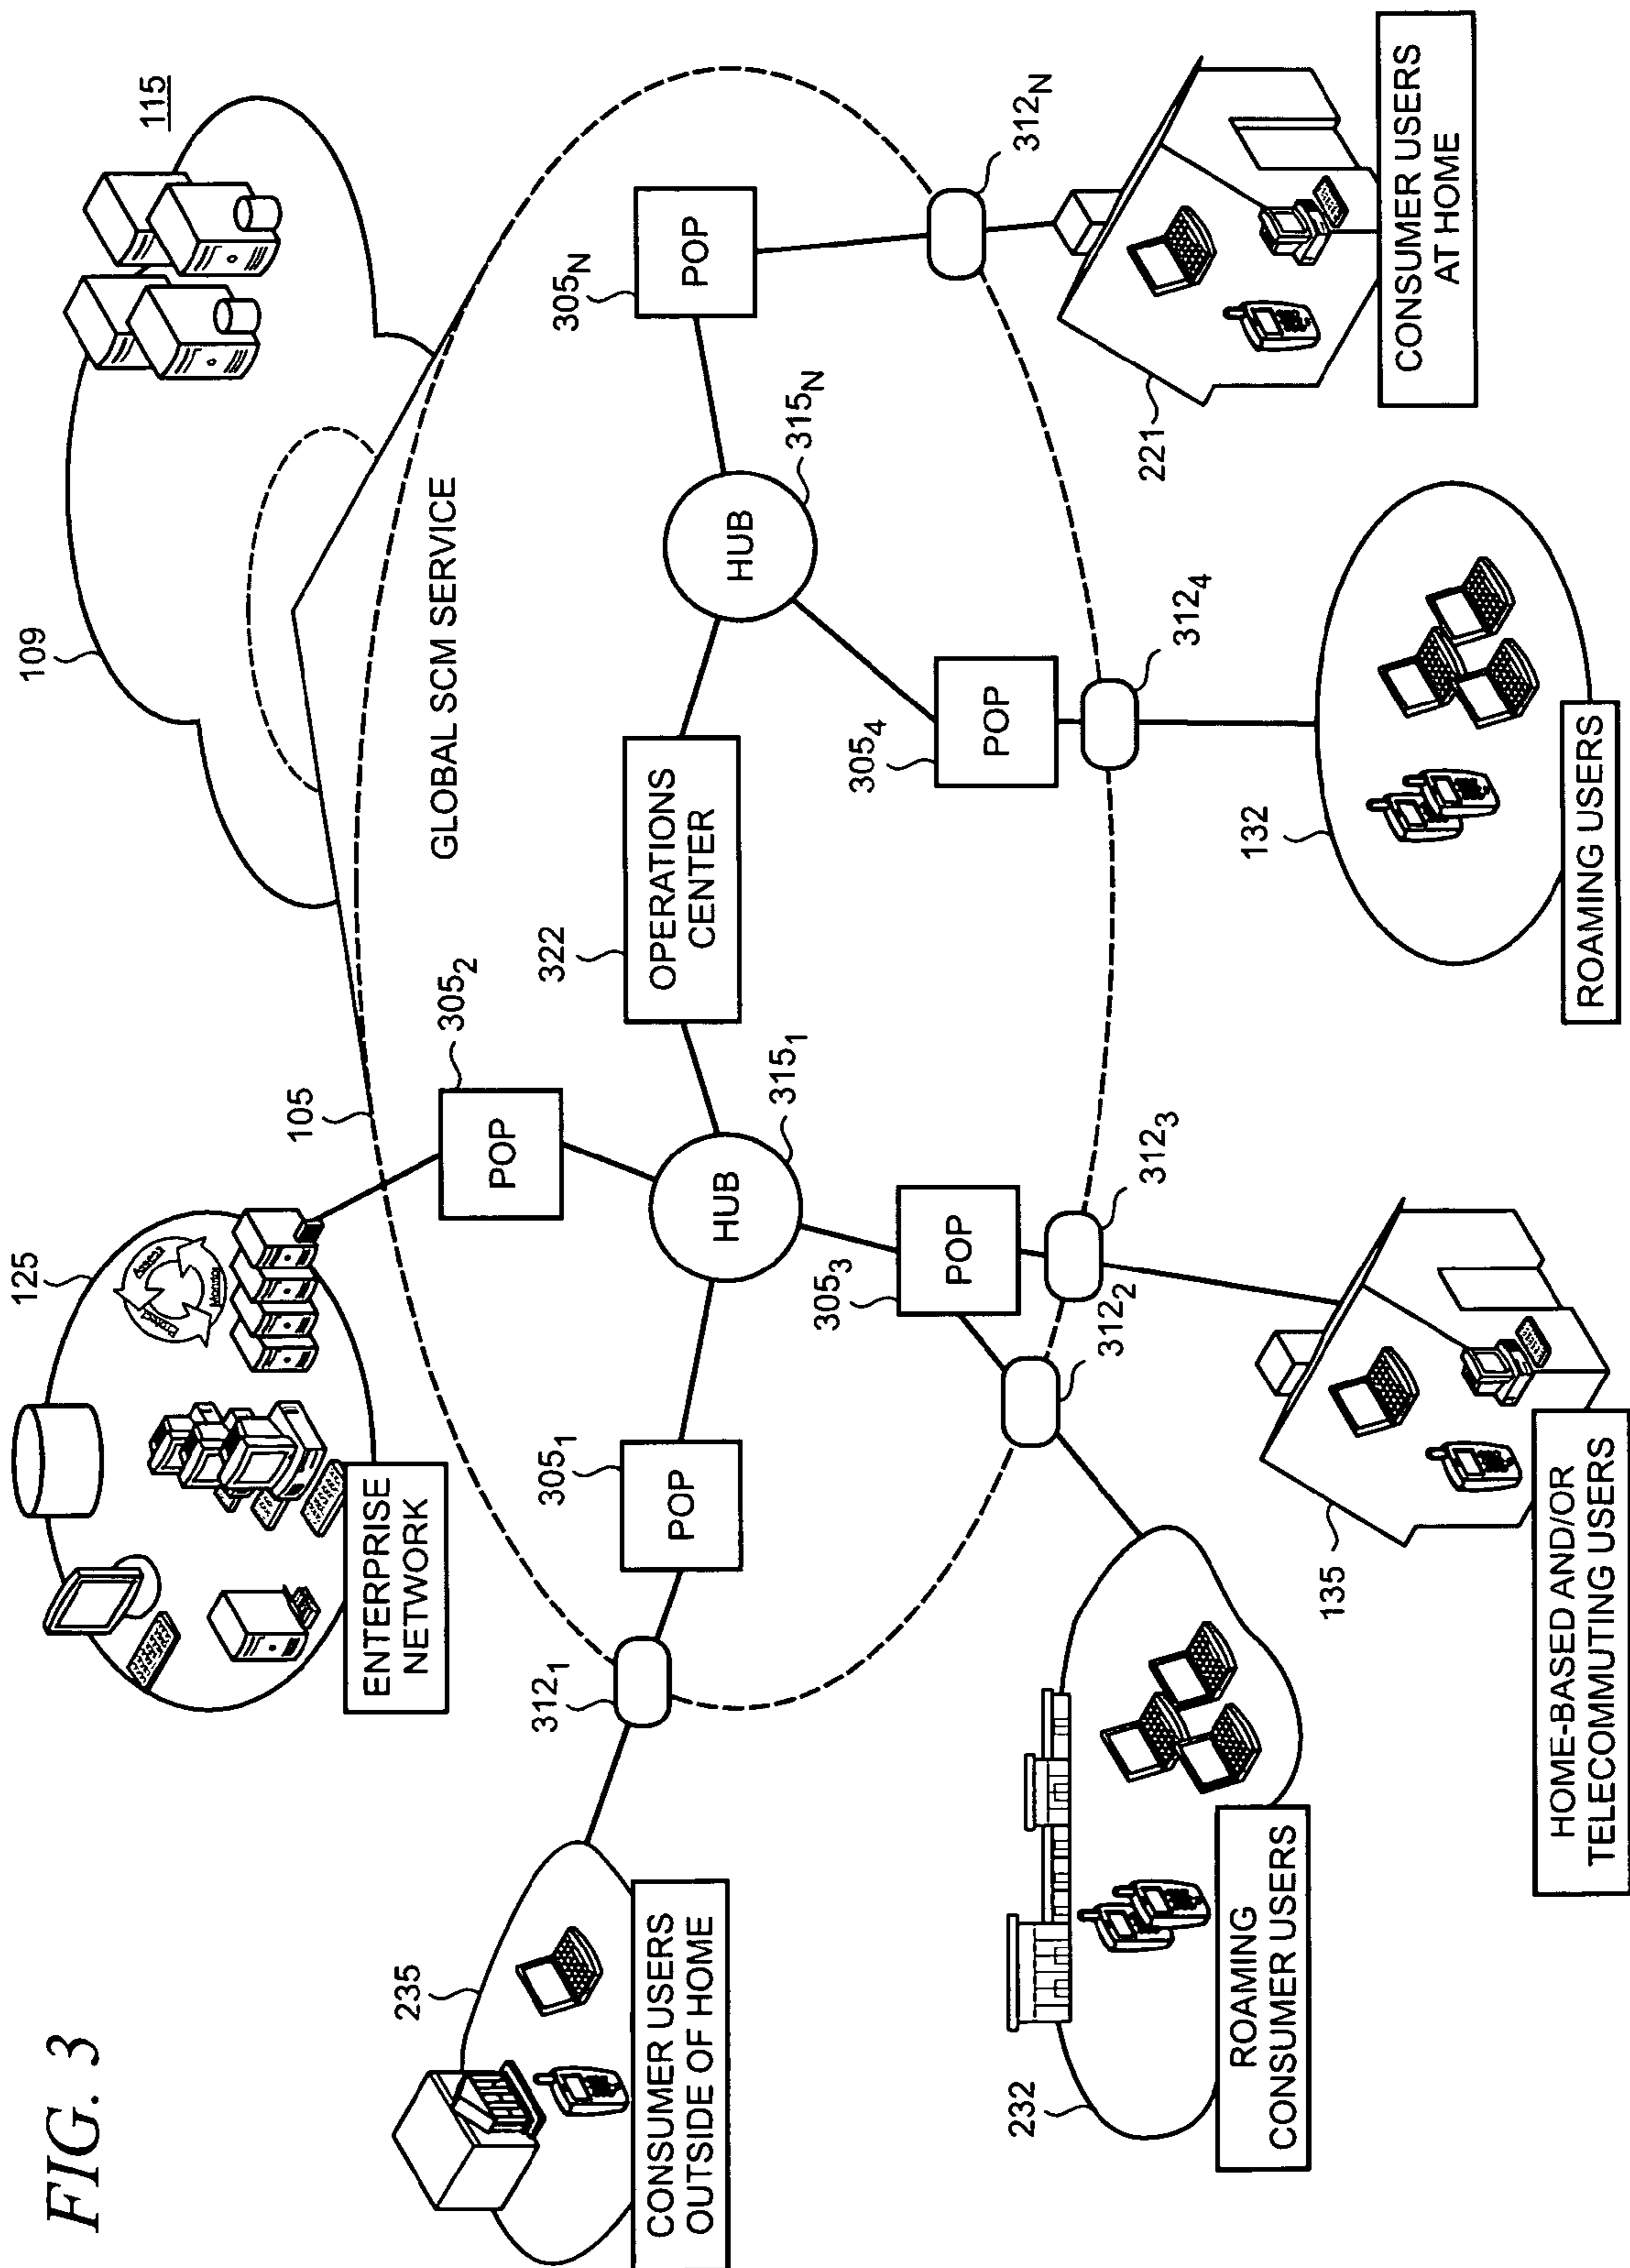 FIG. 3
115
109
125
105
GLOBAL SCM SERVICE
ENTERPRISE
NETWORK
Assess
Monitor
Protect
305₂
POP
305₁
POP
312₁
235
CONSUMER USERS
OUTSIDE OF HOME
HUB
315₁
322
OPERATIONS
CENTER
HUB
315N
305N
POP
312N
305₃
POP
305₄
POP
312₂
312₃
312₄
232
ROAMING
CONSUMER USERS
135
HOME-BASED AND/OR
TELECOMMUTING USERS
132
ROAMING USERS
221
CONSUMER USERS
AT HOME